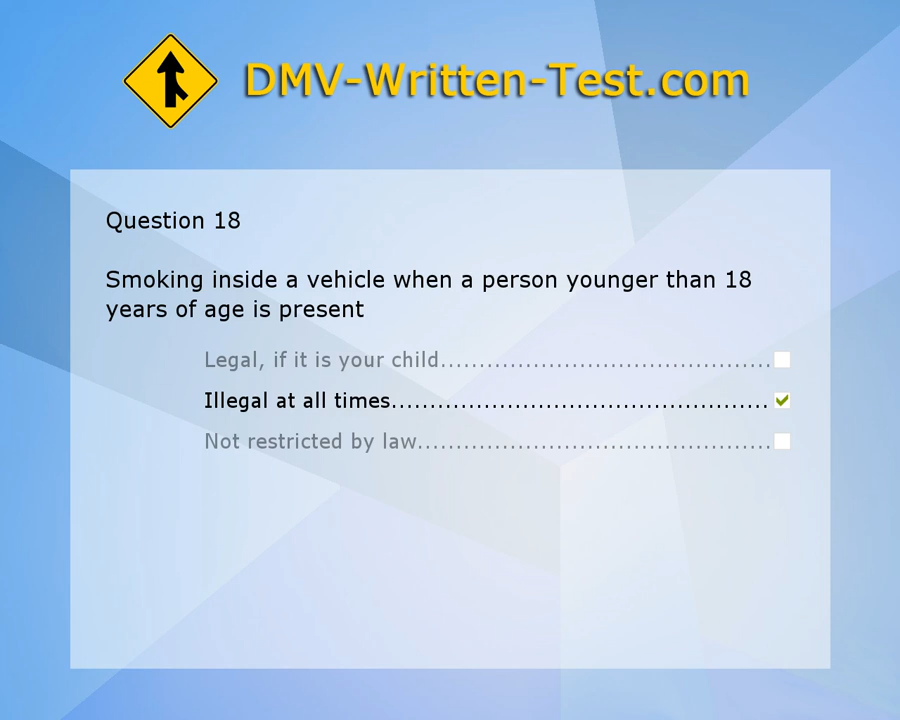 DMV-Written-Test.com
Question 18
Smoking inside a vehicle when a person younger than 18
years of age is present
Legal, if it is your child............................................
Illegal at all times..................................................
Not restricted by law...............................................